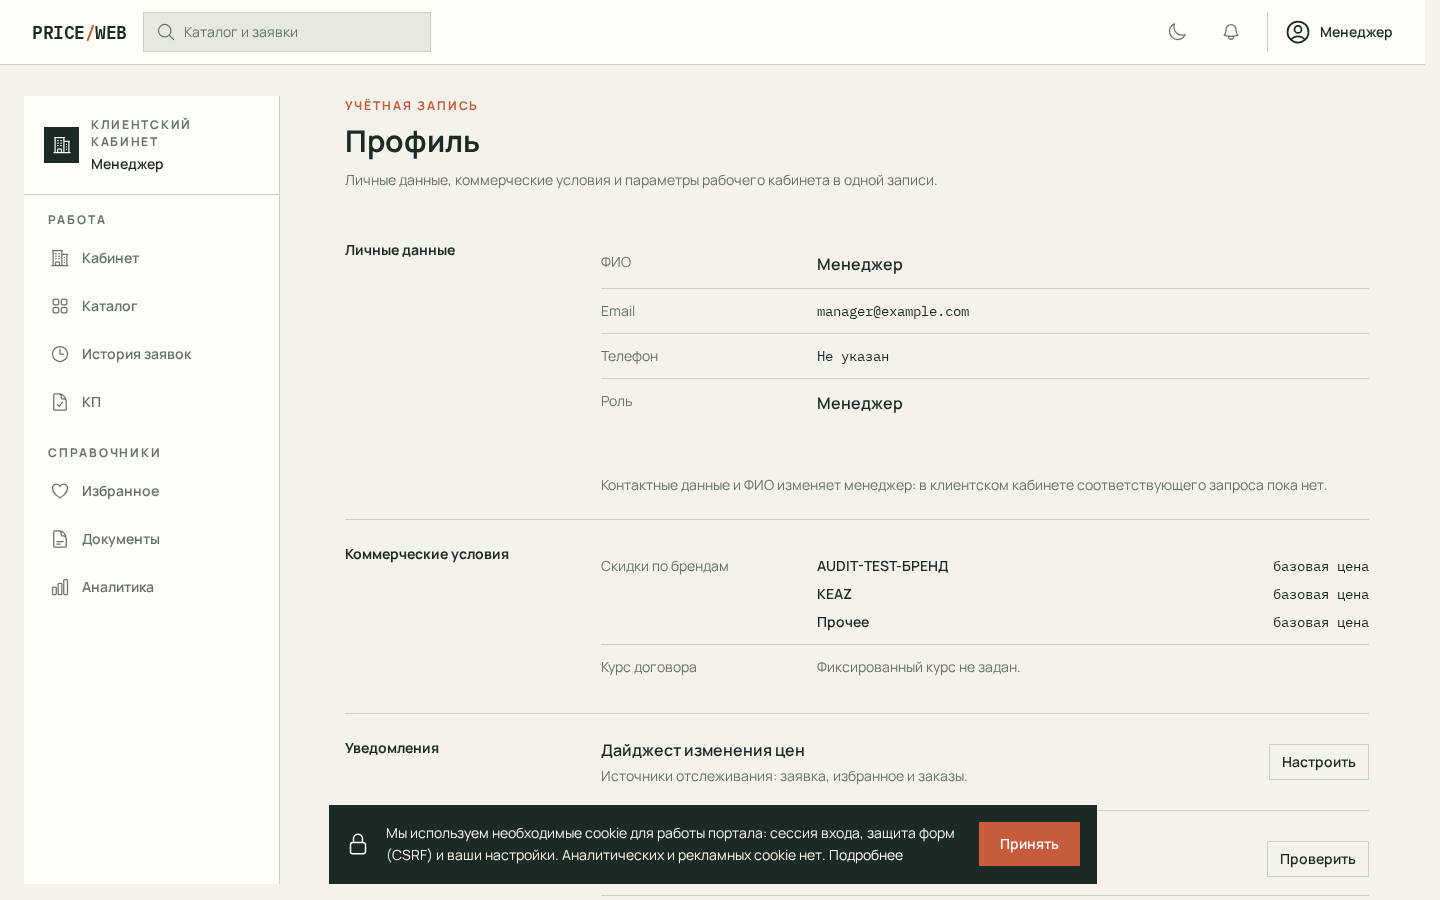 PRICE/WEB
Каталог и заявки
Менеджер
КЛИЕНТСКИЙ
КАБИНЕТ
Менеджер
РАБОТА
Кабинет
Каталог
История заявок
КП
СПРАВОЧНИКИ
Избранное
Документы
Аналитика
УЧЁТНАЯ ЗАПИСЬ
Профиль
Личные данные, коммерческие условия и параметры рабочего кабинета в одной записи.
Личные данные
ФИО Менеджер
Email manager@example.com
Телефон Не указан
Роль Менеджер
Контактные данные и ФИО изменяет менеджер: в клиентском кабинете соответствующего запроса пока нет.
Коммерческие условия
Скидки по брендам AUDIT-TEST-БРЕНД базовая цена
KEAZ базовая цена
Прочее базовая цена
Курс договора Фиксированный курс не задан.
Уведомления
Дайджест изменения цен
Источники отслеживания: заявка, избранное и заказы.
Настроить
Мы используем необходимые cookie для работы портала: сессия входа, защита форм
(CSRF) и ваши настройки. Аналитических и рекламных cookie нет. Подробнее
Принять
Проверить